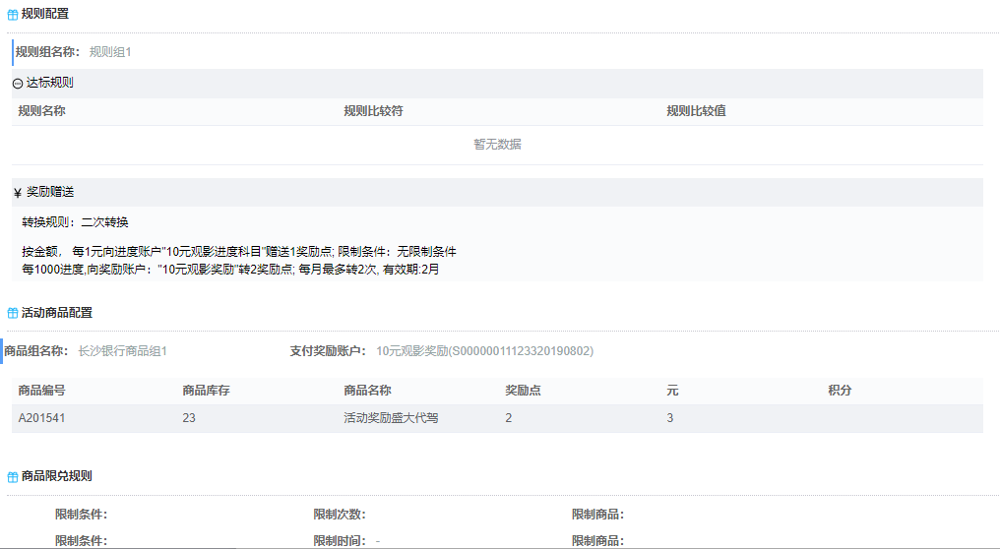 规则配置
规则组名称： 规则组1
达标规则
规则名称 规则比较符 规则比较值
暂无数据
¥ 奖励赠送
转换规则：二次转换
按金额， 每1元向进度账户"10元观影进度科目"赠送1奖励点; 限制条件：无限制条件
每1000进度,向奖励账户："10元观影奖励"转2奖励点; 每月最多转2次, 有效期:2月
活动商品配置
商品组名称： 长沙银行商品组1 支付奖励账户： 10元观影奖励(S00000011123320190802)
商品编号 商品库存 商品名称 奖励点 元 积分
A201541 23 活动奖励盛大代驾 2 3
商品限兑规则
限制条件： 限制次数： 限制商品：
限制条件： 限制时间： - 限制商品：